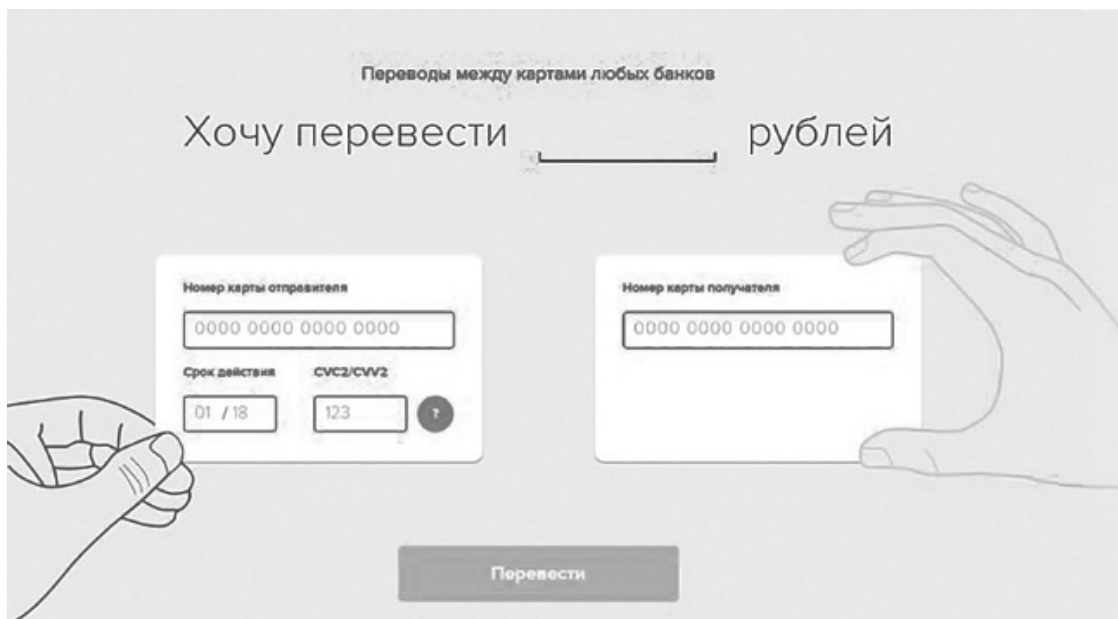 Переводы между картами любых банков
Хочу перевести рублей
Номер карты отправителя
0000 0000 0000 0000
Срок действия CVC2/CVV2
01 / 18 123 ?
Номер карты получателя
0000 0000 0000 0000
Перевести